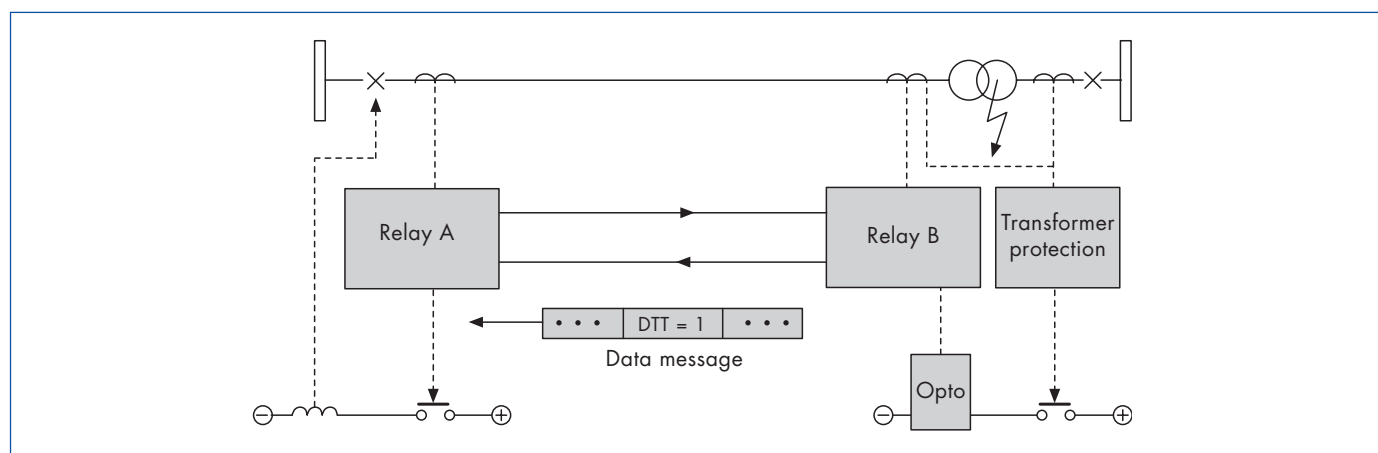 Relay A
Relay B
Transformer
protection
• • • DTT = 1 • • •
Data message
Opto
− + − +